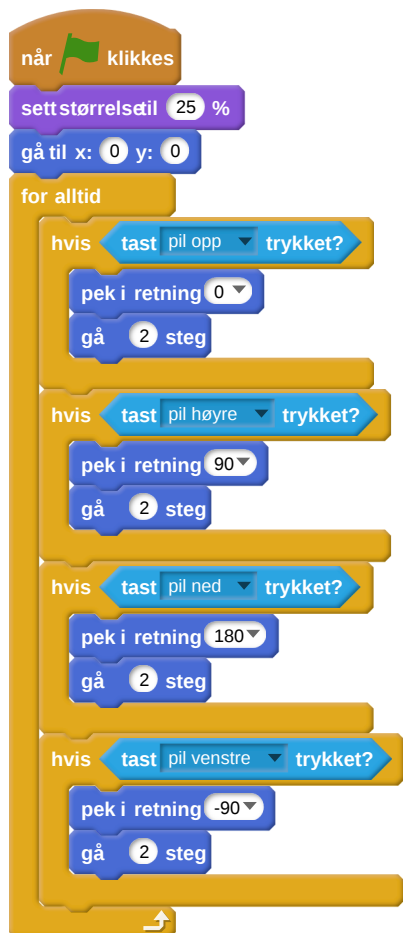 når klikkes
sett størrelse til 25 %
gå til x: 0 y: 0
for alltid
hvis tast pil opp trykket?
pek i retning 0
gå 2 steg
hvis tast pil høyre trykket?
pek i retning 90
gå 2 steg
hvis tast pil ned trykket?
pek i retning 180
gå 2 steg
hvis tast pil venstre trykket?
pek i retning -90
gå 2 steg